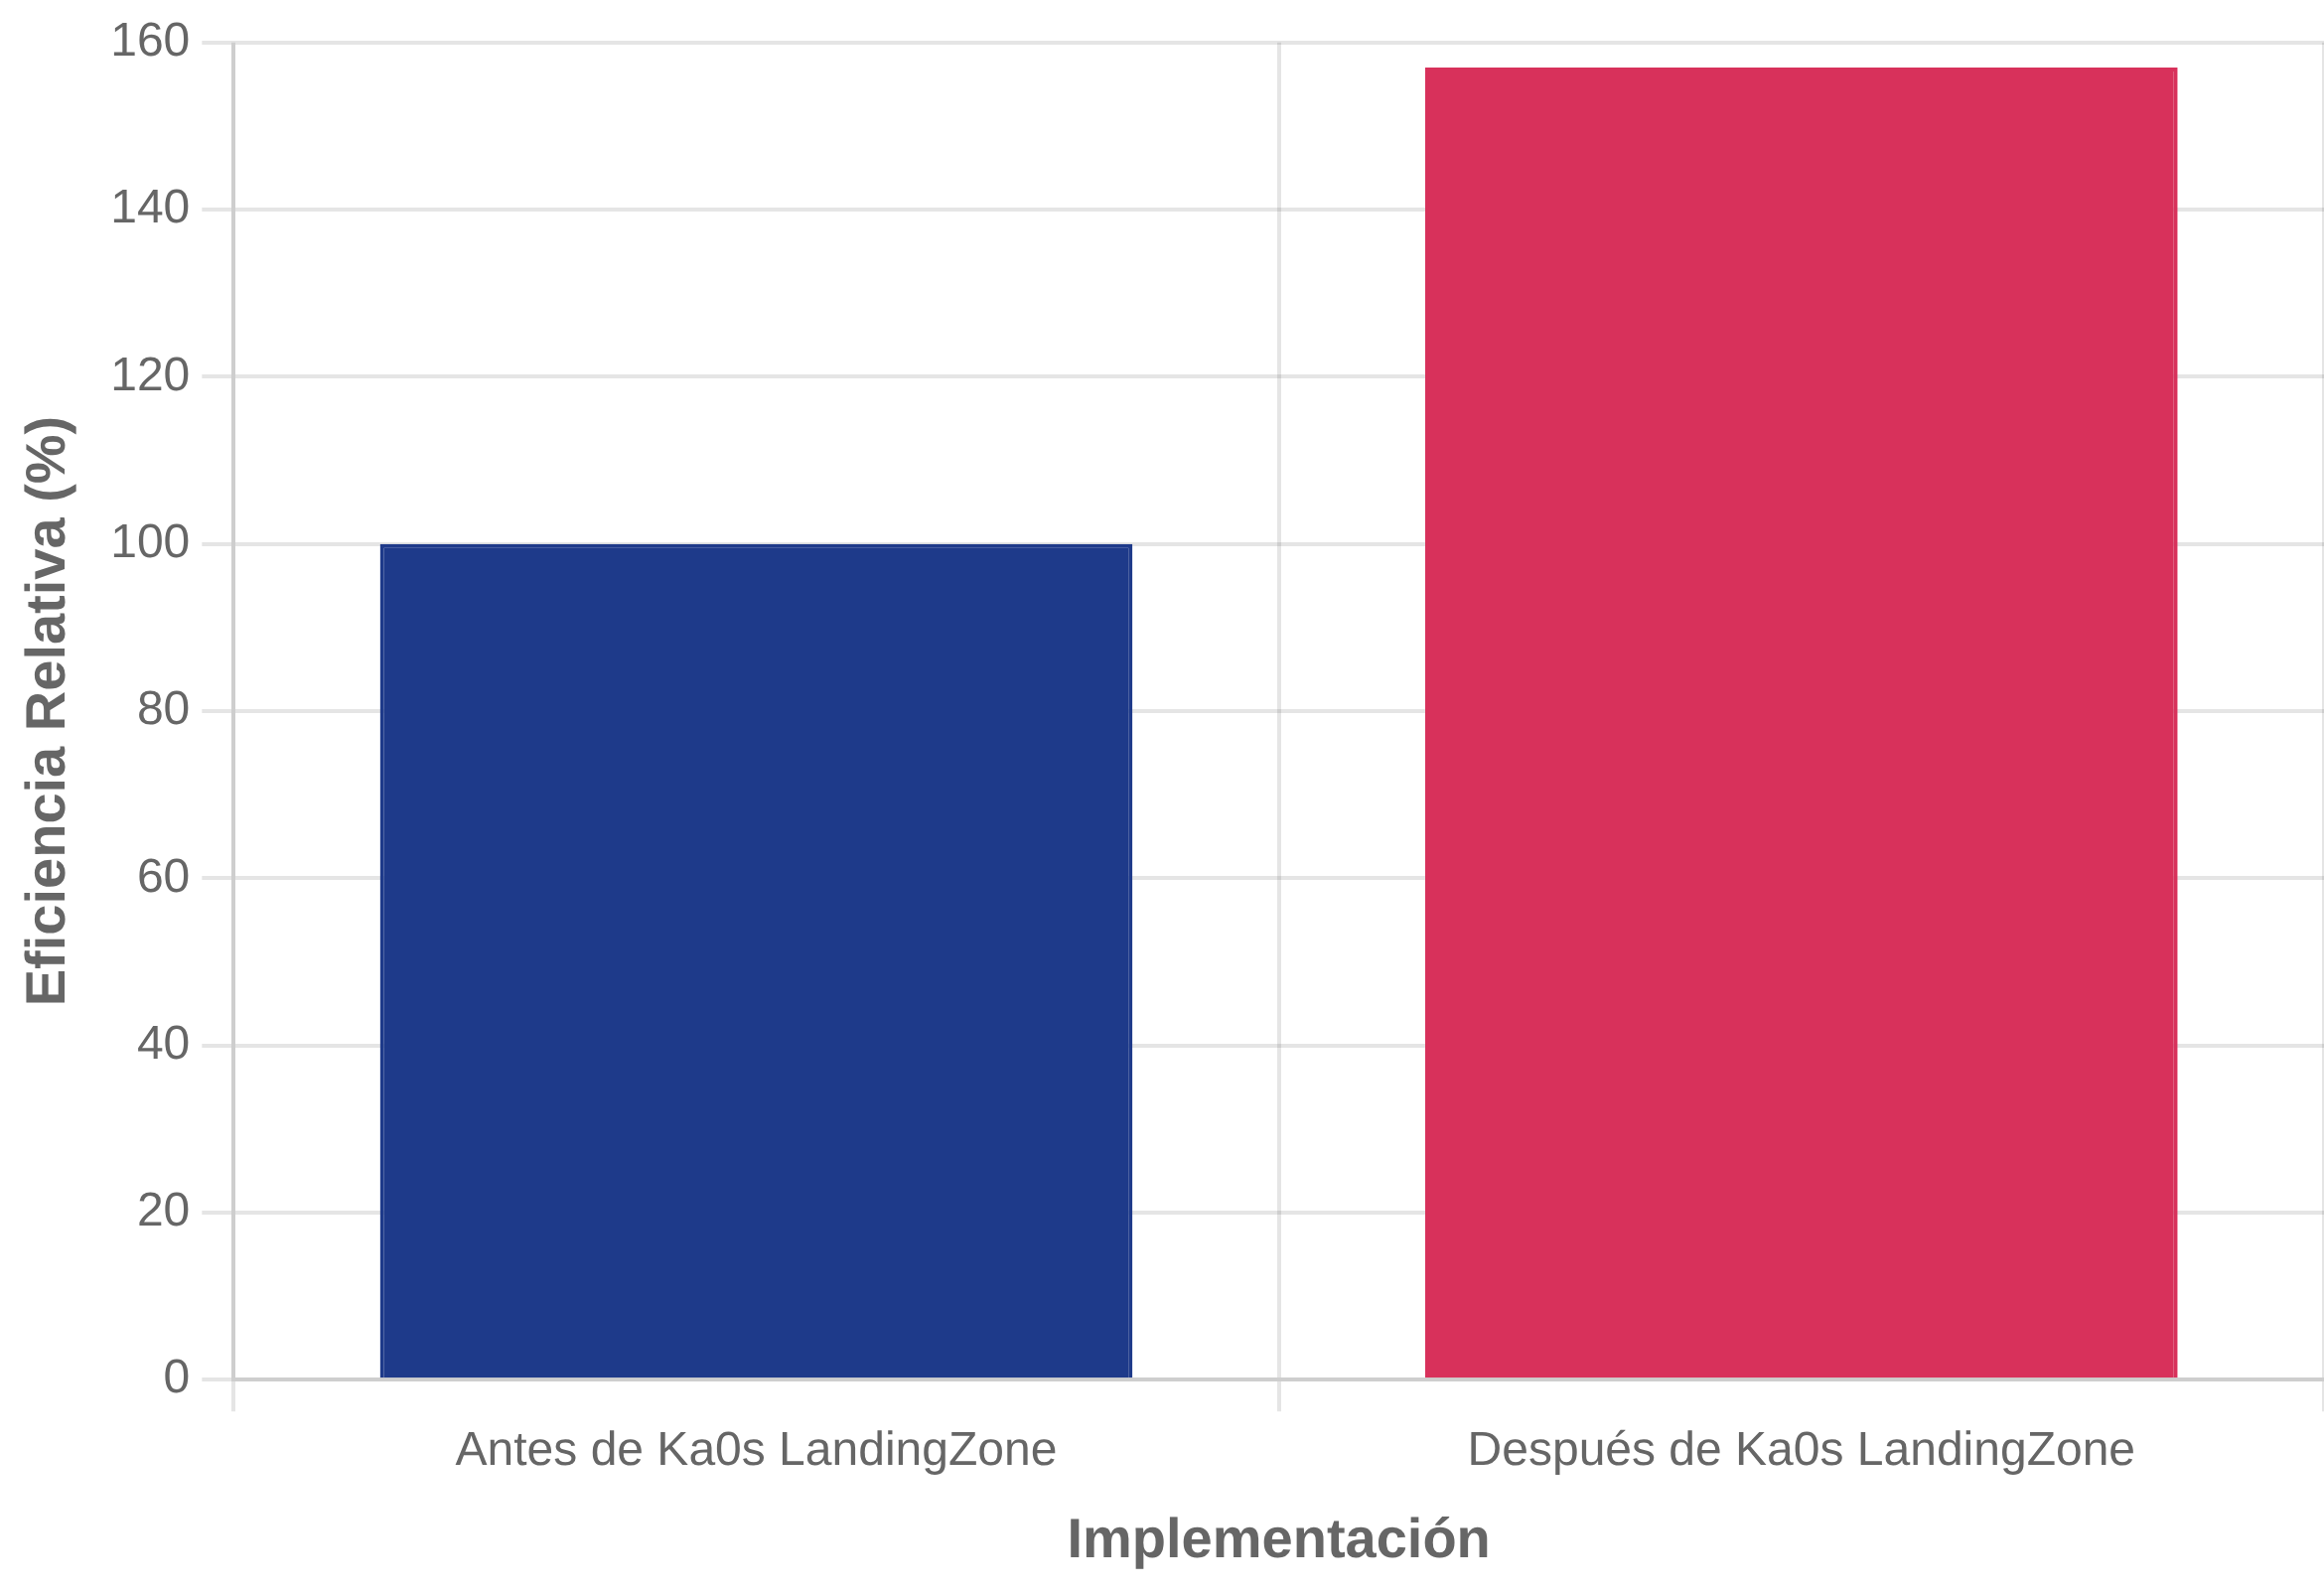 160
140
120
100
80
60
40
20
0
Eficiencia Relativa (%)
Antes de Ka0s LandingZone
Después de Ka0s LandingZone
Implementación